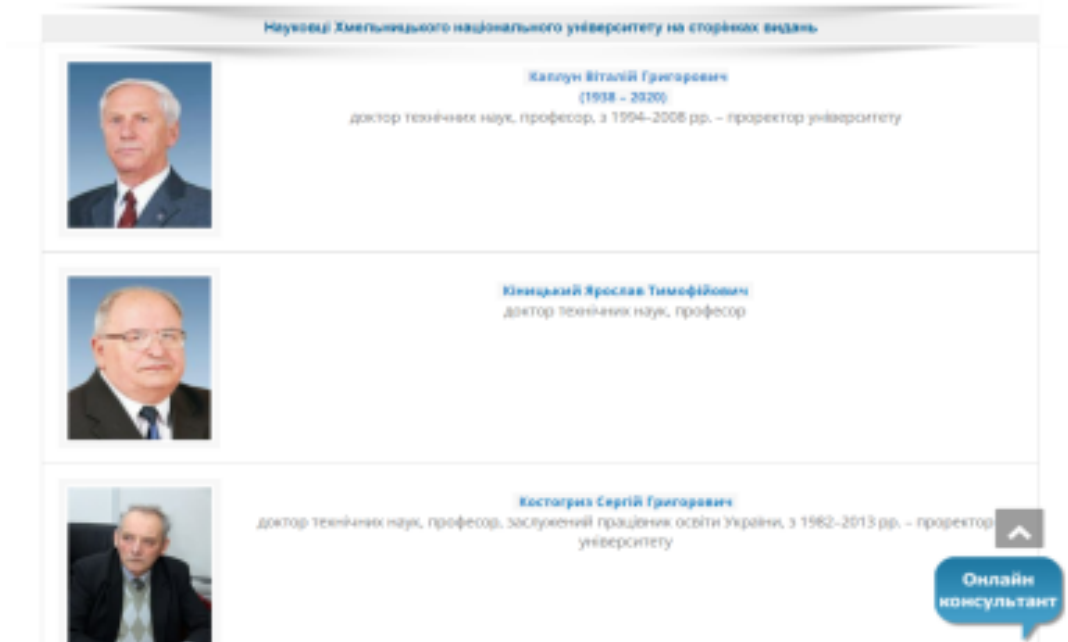 Науковці Хмельницького національного університету на сторінках видань
Каплун Віталій Григорович
(1938 – 2020)
доктор технічних наук, професор, з 1994–2008 рр. – проректор університету
Кіницький Ярослав Тимофійович
доктор технічних наук, професор
Костогриз Сергій Григорович
доктор технічних наук, професор, заслужений працівник освіти України, з 1982–2013 рр. – проректор
університету
Онлайн
консультант